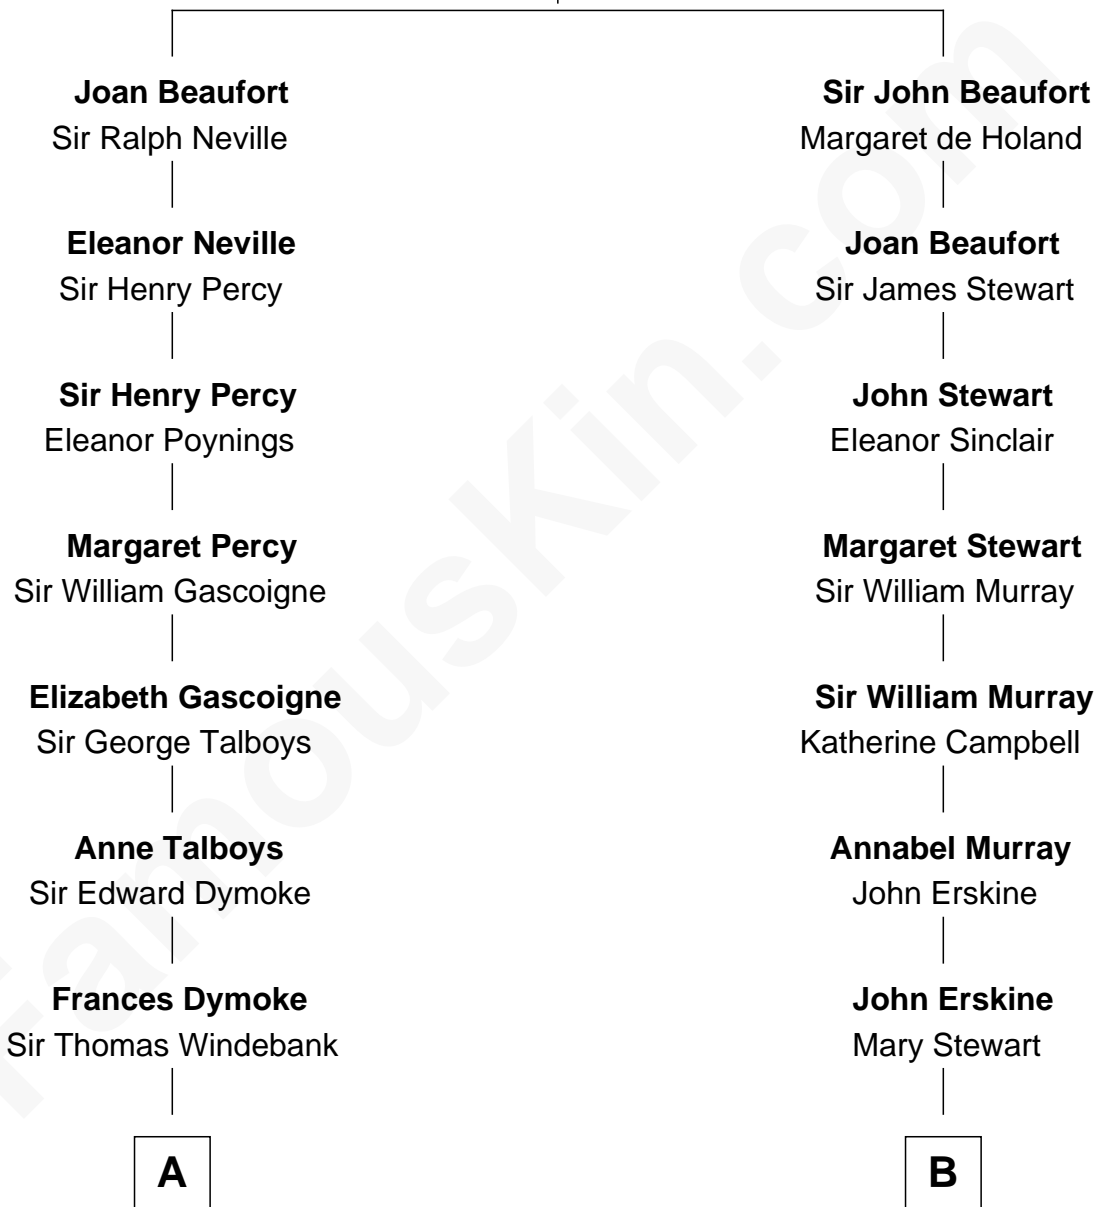 Joan Beaufort
Sir Ralph Neville
Eleanor Neville
Sir Henry Percy
Sir Henry Percy
Eleanor Poynings
Margaret Percy
Sir William Gascoigne
Elizabeth Gascoigne
Sir George Talboys
Anne Talboys
Sir Edward Dymoke
Frances Dymoke
Sir Thomas Windebank
A
Sir John Beaufort
Margaret de Holand
Joan Beaufort
Sir James Stewart
John Stewart
Eleanor Sinclair
Margaret Stewart
Sir William Murray
Sir William Murray
Katherine Campbell
Annabel Murray
John Erskine
John Erskine
Mary Stewart
B
FamousKin.com